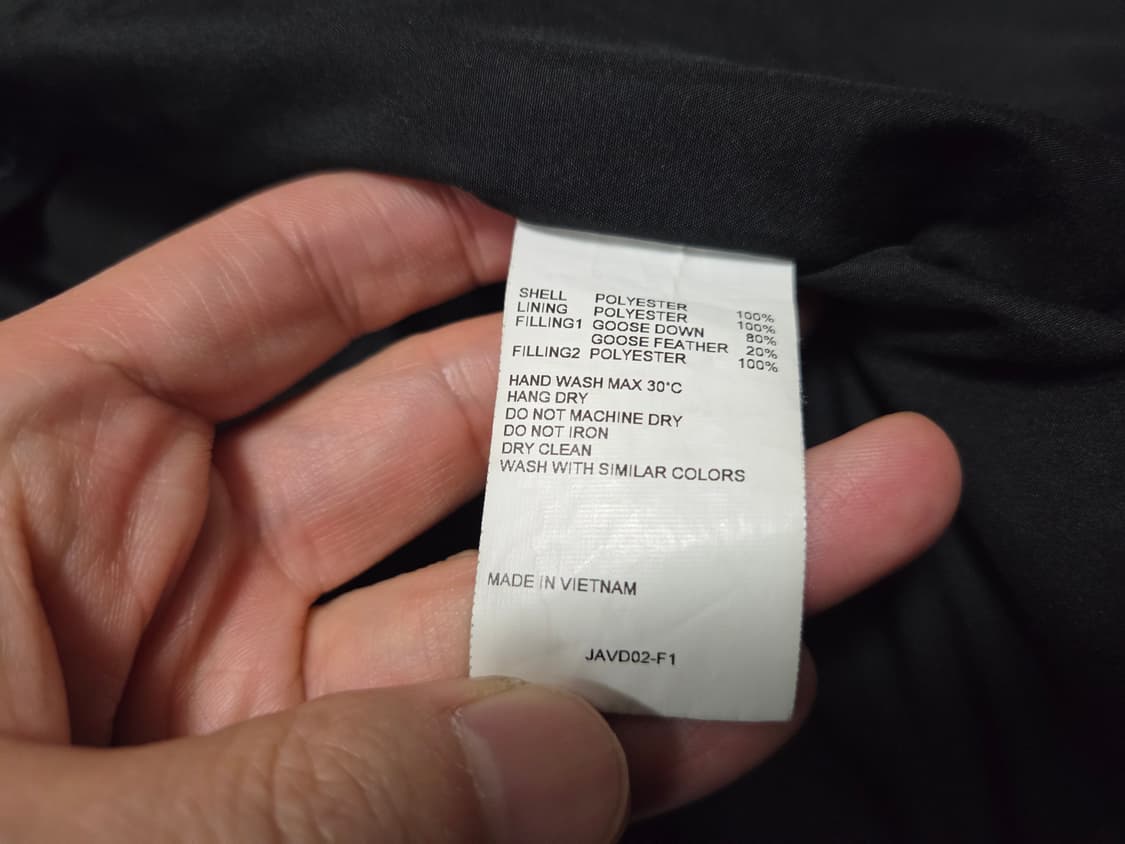 SHELL POLYESTER 100%
LINING POLYESTER 100%
FILLING1 GOOSE DOWN 80%
GOOSE FEATHER 20%
FILLING2 POLYESTER 100%
HAND WASH MAX 30°C
HANG DRY
DO NOT MACHINE DRY
DO NOT IRON
DRY CLEAN
WASH WITH SIMILAR COLORS
MADE IN VIETNAM
JAVD02-F1